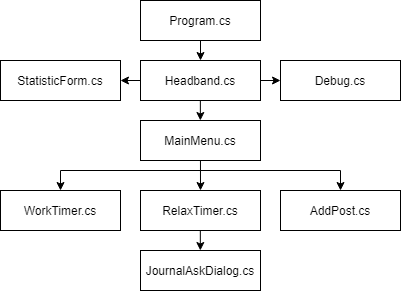 Program.cs
StatisticForm.cs
Headband.cs
Debug.cs
MainMenu.cs
WorkTimer.cs
RelaxTimer.cs
AddPost.cs
JournalAskDialog.cs